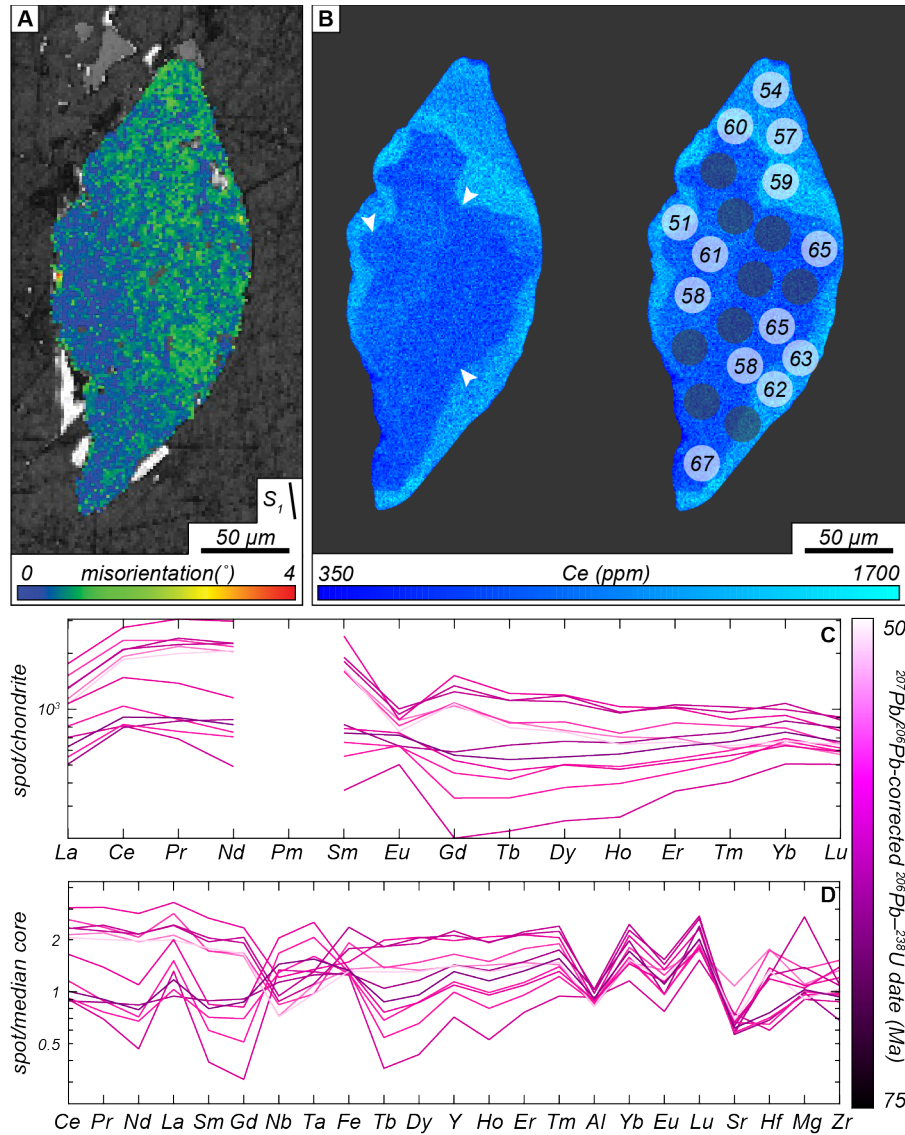 A
S1
50 µm
0 misorientation(°) 4
B
54
60
57
59
51
61
65
58
65
63
58
62
67
50 µm
350 Ce (ppm) 1700
C
spot/chondrite
10³
La Ce Pr Nd Pm Sm Eu Gd Tb Dy Ho Er Tm Yb Lu
D
spot/median core
2
1
0.5
Ce Pr Nd La Sm Gd Nb Ta Fe Tb Dy Y Ho Er Tm Al Yb Eu Lu Sr Hf Mg Zr
50
²⁰⁷Pb/²⁰⁶Pb-corrected ²⁰⁶Pb–²³⁸U date (Ma)
75